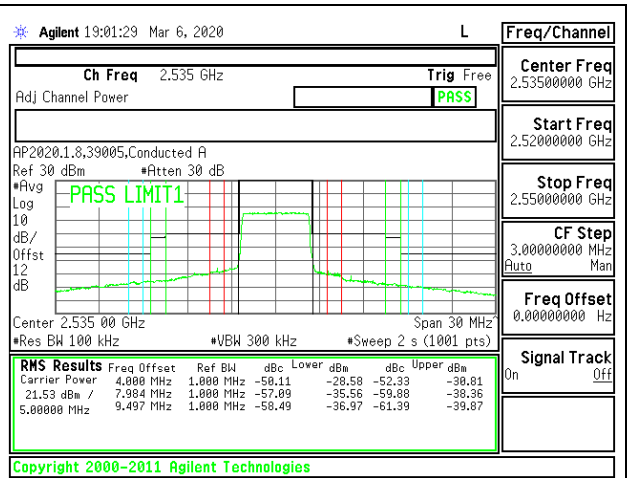 Agilent 19:01:29 Mar 6, 2020 L Freq/Channel
Ch Freq 2.535 GHz Trig Free
Adj Channel Power PASS
AP2020.1.8,39005,Conducted A
Ref 30 dBm #Atten 30 dB
#Avg
Log
10
dB/
Offst
12
dB
PASS LIMIT1
Center 2.535 00 GHz Span 30 MHz^
#Res BW 100 kHz #VBW 300 kHz #Sweep 2 s (1001 pts)
RMS Results Freq Offset Ref BW dBc Lower dBm dBc Upper dBm
Carrier Power 4.000 MHz 1.000 MHz -50.11 -28.58 -52.33 -30.81
21.53 dBm / 7.984 MHz 1.000 MHz -57.09 -35.56 -59.88 -38.36
5.00000 MHz 9.497 MHz 1.000 MHz -58.49 -36.97 -61.39 -39.87
Copyright 2000-2011 Agilent Technologies
Center Freq
2.53500000 GHz
Start Freq
2.52000000 GHz
Stop Freq
2.55000000 GHz
CF Step
3.00000000 MHz
Auto Man
Freq Offset
0.00000000 Hz
Signal Track
On Off